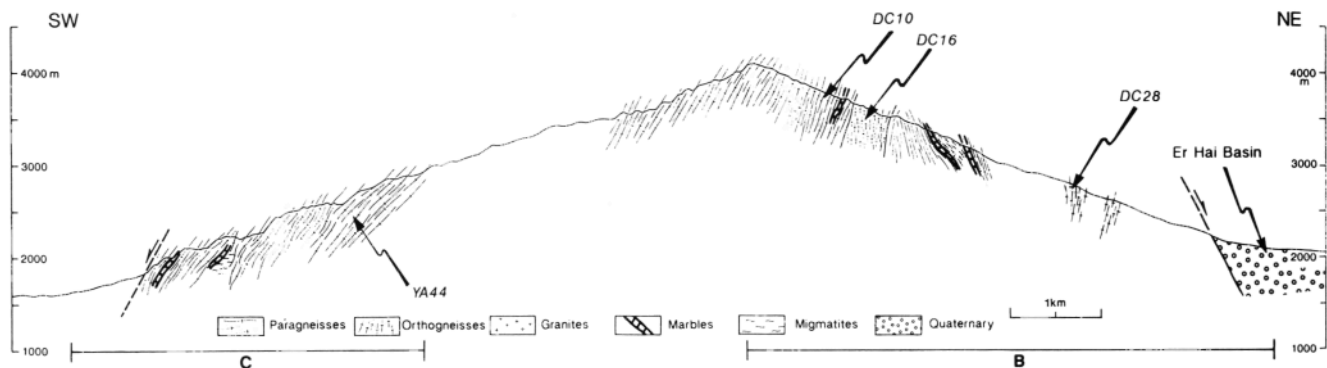 SW
NE
DC10
DC16
DC28
Er Hai Basin
YA44
4000 m
3000
2000
1000
4000
m
3000
2000
1000
1km
Paragneisses
Orthogneisses
Granites
Marbles
Migmatites
Quaternary
C
B